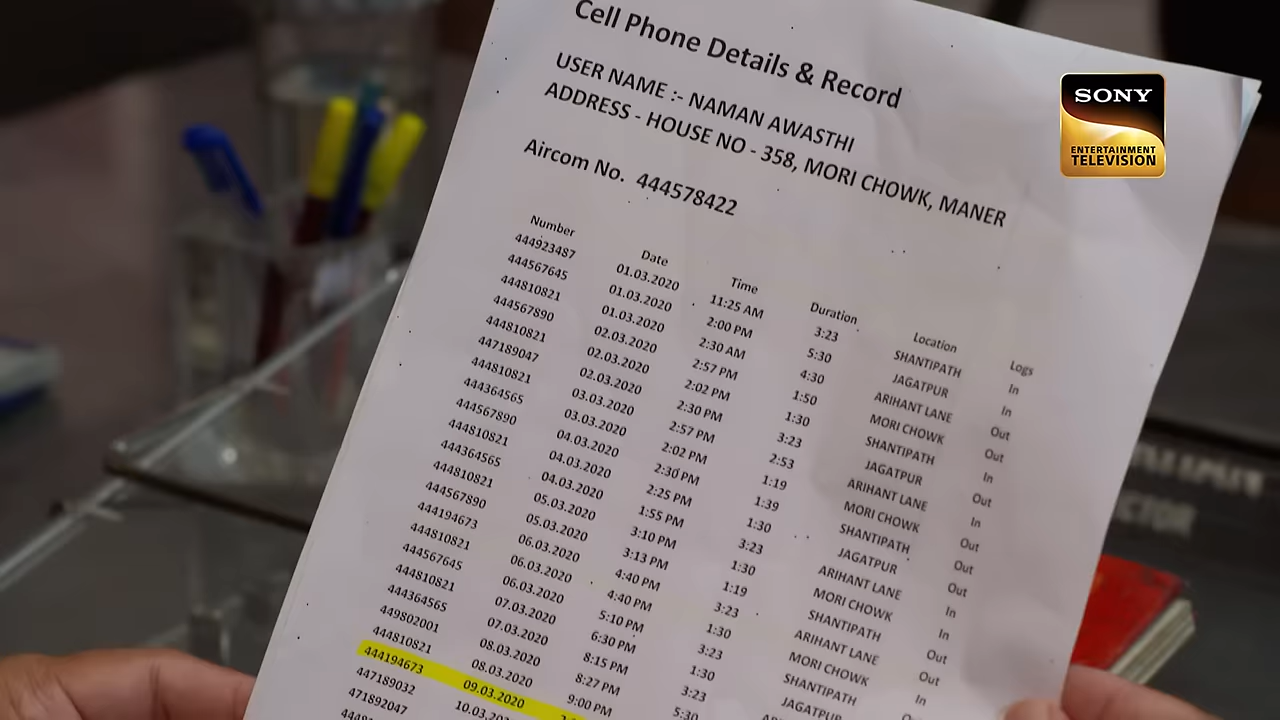 Cell Phone Details & Record
USER NAME :- NAMAN AWASTHI
ADDRESS - HOUSE NO - 358, MORI CHOWK, MANER
Aircom No. 444578422
Number Date Time Duration Location Logs
444923487 01.03.2020 11:25 AM 3:23 SHANTIPATH In
444567645 01.03.2020 2:00 PM 5:30 JAGATPUR In
444810821 01.03.2020 2:30 AM 4:30 ARIHANT LANE Out
444567890 02.03.2020 2:57 PM 1:50 MORI CHOWK Out
444810821 02.03.2020 2:02 PM 1:30 SHANTIPATH In
447189047 02.03.2020 2:30 PM 3:23 JAGATPUR Out
444810821 03.03.2020 2:57 PM 2:53 ARIHANT LANE In
444364565 03.03.2020 2:02 PM 1:19 MORI CHOWK Out
444567890 04.03.2020 2:30 PM 1:39 SHANTIPATH Out
444810821 04.03.2020 2:25 PM 1:30 JAGATPUR Out
444364565 04.03.2020 1:55 PM 3:23 ARIHANT LANE In
444810821 05.03.2020 3:10 PM 1:30 MORI CHOWK In
444567890 05.03.2020 3:13 PM 1:19 SHANTIPATH Out
444194673 06.03.2020 4:40 PM 3:23 ARIHANT LANE Out
444810821 06.03.2020 4:40 PM 1:30 MORI CHOWK In
444567645 06.03.2020 5:10 PM 3:23 SHANTIPATH
444810821 07.03.2020 6:30 PM 1:30 JAGATPUR
444364565 07.03.2020 8:15 PM 3:23
449802001 08.03.2020 8:27 PM 5:30
444810821 08.03.2020 9:00 PM
444194673 09.03.2020
447189032
471892047
SONY
ENTERTAINMENT
TELEVISION